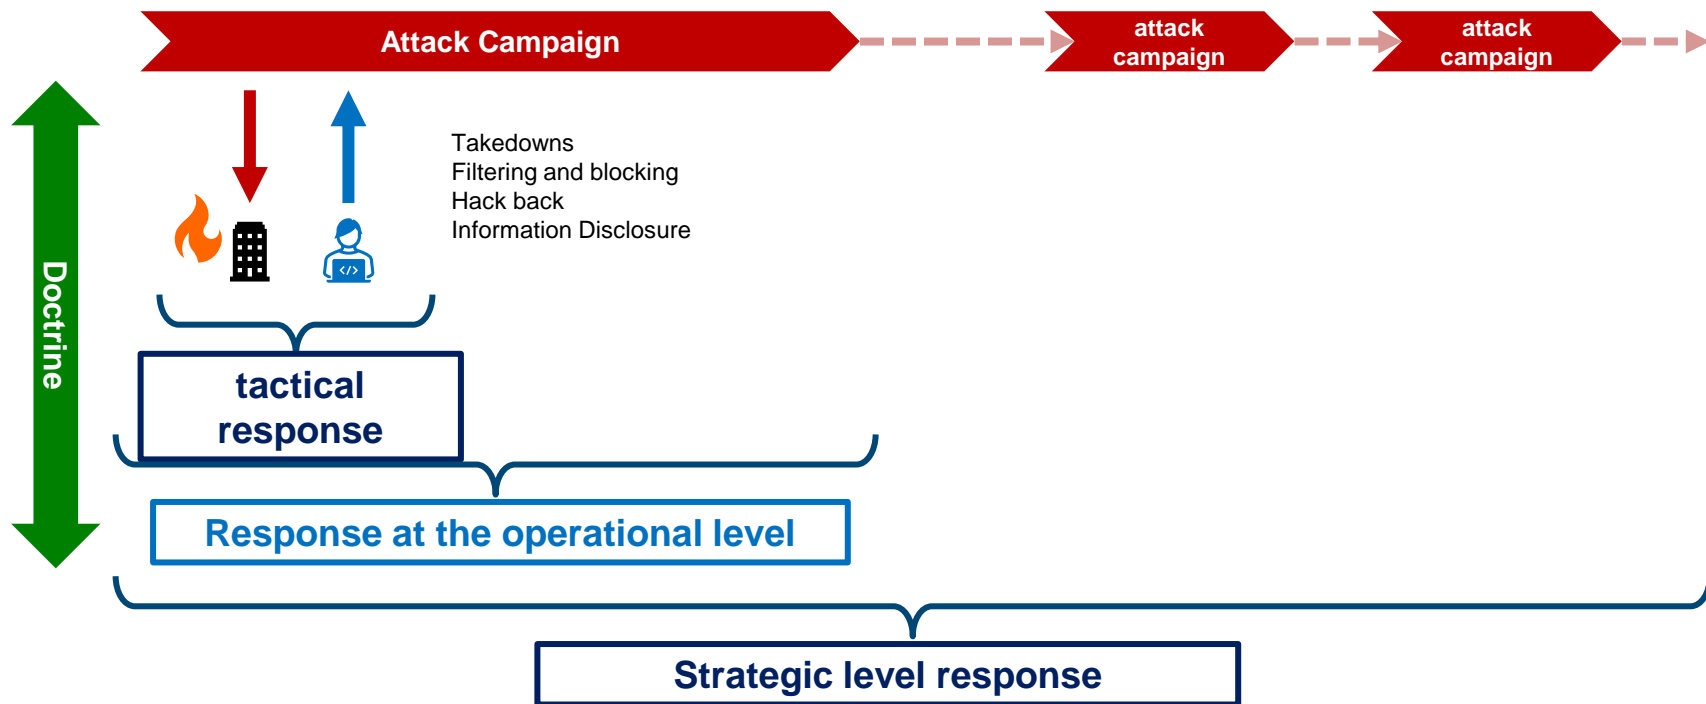 Attack Campaign
attack
campaign
attack
campaign
Takedowns
Filtering and blocking
Hack back
Information Disclosure
Doctrine
</>
tactical
response
Response at the operational level
Strategic level response